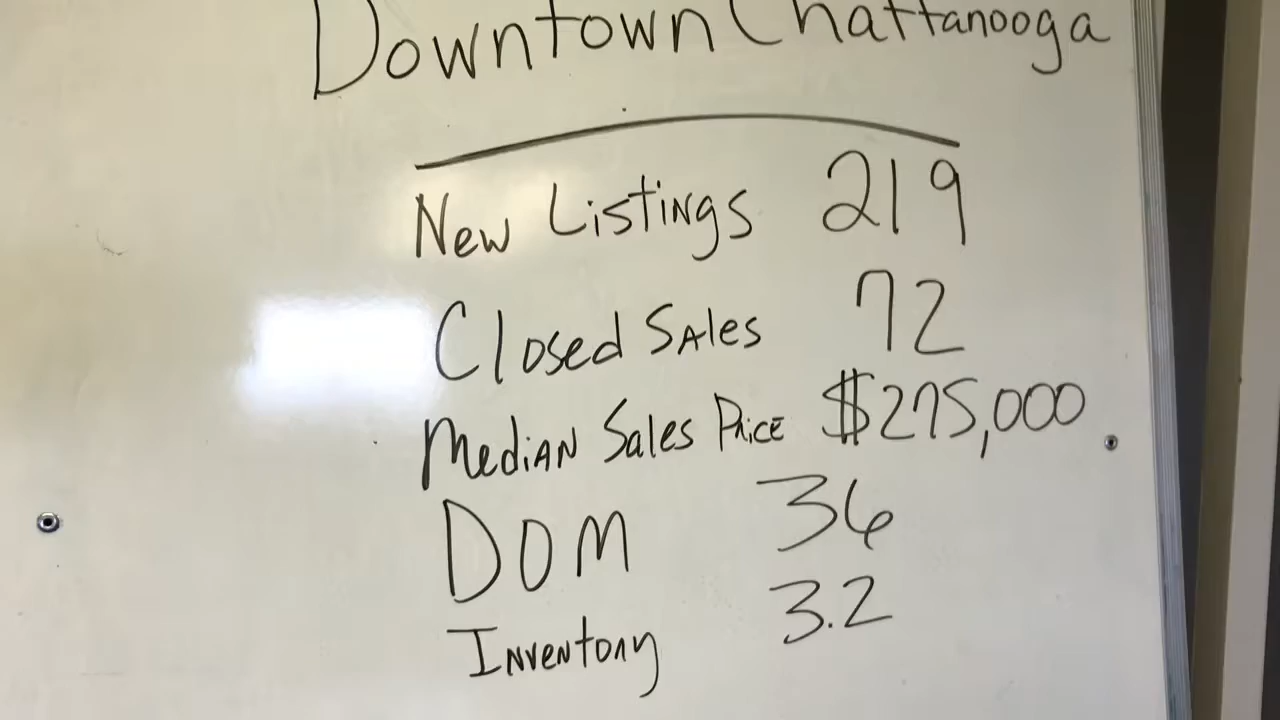 Downtown Chattanooga
New Listings 219
Closed Sales 72
Median Sales Price $275,000
DOM 36
Inventory 3.2